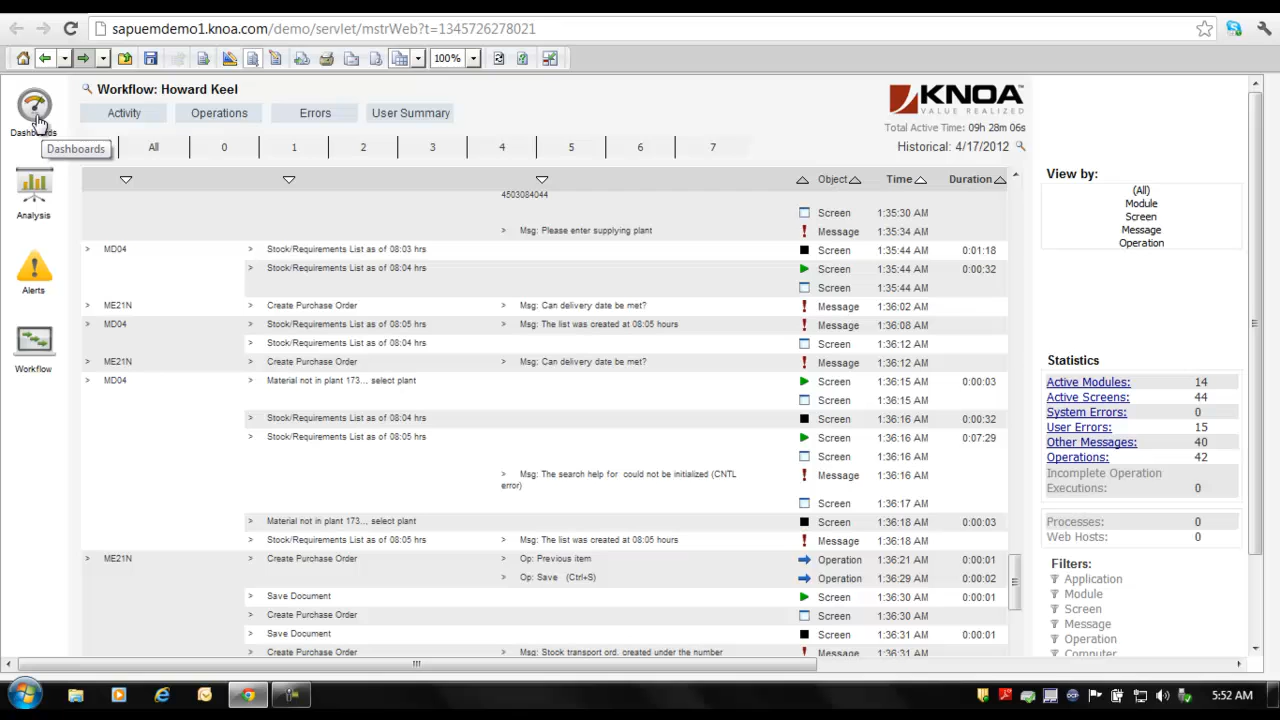 sapuemdemo1.knoa.com/demo/servlet/mstrWeb?t=1345726278021
100%
Workflow: Howard Keel
Activity
Operations
Errors
User Summary
KNOA
VALUE REALIZED
Total Active Time: 09h 28m 06s
Historical: 4/17/2012
Dashboards
Dashboards
Analysis
Alerts
Workflow
All 0 1 2 3 4 5 6 7
Object Time Duration
4503084044
Screen 1:35:30 AM
> Msg: Please enter supplying plant Message 1:35:34 AM
> MD04 > Stock/Requirements List as of 08:03 hrs Screen 1:35:44 AM 0:01:18
> Stock/Requirements List as of 08:04 hrs Screen 1:35:44 AM 0:00:32
Screen 1:35:44 AM
> ME21N > Create Purchase Order > Msg: Can delivery date be met? Message 1:36:02 AM
> MD04 > Stock/Requirements List as of 08:05 hrs > Msg: The list was created at 08:05 hours Message 1:36:08 AM
Stock/Requirements List as of 08:05 hrs Screen 1:36:12 AM
> ME21N > Create Purchase Order > Msg: Can delivery date be met? Message 1:36:12 AM
> MD04 > Material not in plant 173... select plant Screen 1:36:15 AM 0:00:03
Screen 1:36:15 AM
> Stock/Requirements List as of 08:04 hrs Screen 1:36:16 AM 0:00:32
> Stock/Requirements List as of 08:05 hrs Screen 1:36:16 AM 0:07:29
Screen 1:36:16 AM
> Msg: The search help for could not be initialized (CNTL error) Message 1:36:16 AM
Screen 1:36:17 AM
> Material not in plant 173... select plant Screen 1:36:18 AM 0:00:03
> Stock/Requirements List as of 08:05 hrs > Msg: The list was created at 08:05 hours Message 1:36:18 AM
> ME21N > Create Purchase Order > Op: Previous item Operation 1:36:21 AM 0:00:01
> Op: Save (Ctrl+S) Operation 1:36:29 AM 0:00:02
> Save Document Screen 1:36:30 AM 0:00:01
> Create Purchase Order Screen 1:36:30 AM
> Save Document Screen 1:36:31 AM 0:00:01
> Create Purchase Order > Msg: Stock transport ord. created under the number Message 1:36:31 AM
View by:
(All)
Module
Screen
Message
Operation
Statistics
Active Modules: 14
Active Screens: 44
System Errors: 0
User Errors: 15
Other Messages: 40
Operations: 42
Incomplete Operation
Executions: 0
Processes: 0
Web Hosts: 0
Filters:
Application
Module
Screen
Message
Operation
Computer
5:52 AM